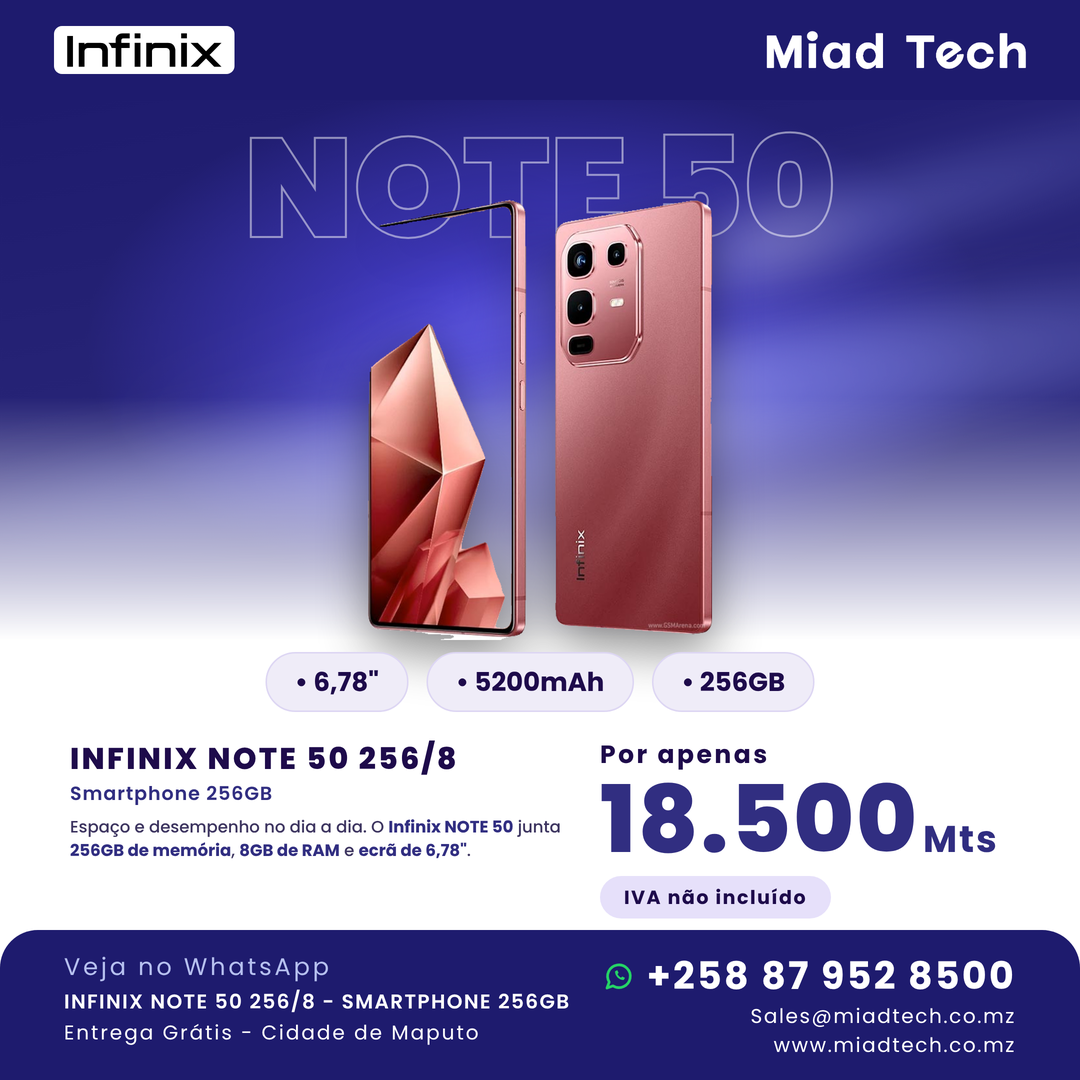 Infinix
Miad Tech
NOTE 50
Infinix
www.GSMArena.com
• 6,78"
• 5200mAh
• 256GB
INFINIX NOTE 50 256/8
Smartphone 256GB
Espaço e desempenho no dia a dia. O Infinix NOTE 50 junta
256GB de memória, 8GB de RAM e ecrã de 6,78".
Por apenas
18.500 Mts
IVA não incluído
Veja no WhatsApp
INFINIX NOTE 50 256/8 - SMARTPHONE 256GB
Entrega Grátis - Cidade de Maputo
+258 87 952 8500
Sales@miadtech.co.mz
www.miadtech.co.mz